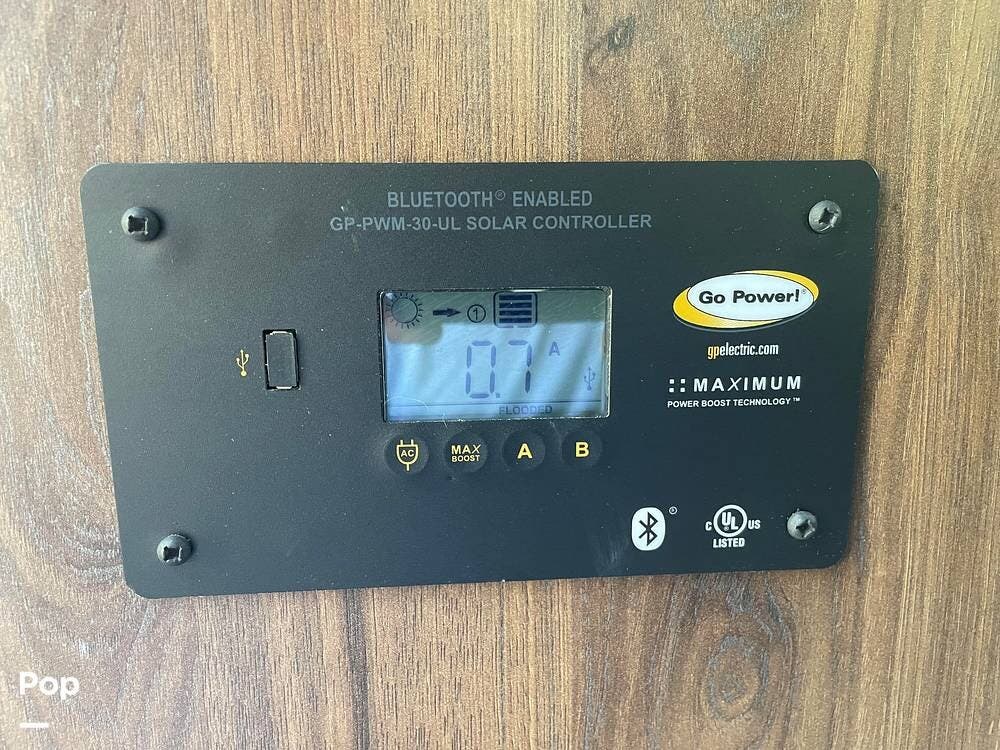 BLUETOOTH® ENABLED
GP-PWM-30-UL SOLAR CONTROLLER
Go Power!®
gpelectric.com
MAXIMUM
POWER BOOST TECHNOLOGY™
1
0.7 A
FLOODED
AC
MAX
BOOST
A
B
C UL US
LISTED
Pop